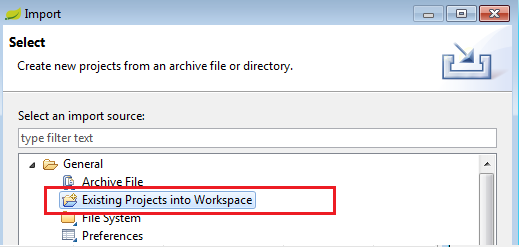 Import
Select
Create new projects from an archive file or directory.
Select an import source:
type filter text
General
Archive File
Existing Projects into Workspace
File System
Preferences